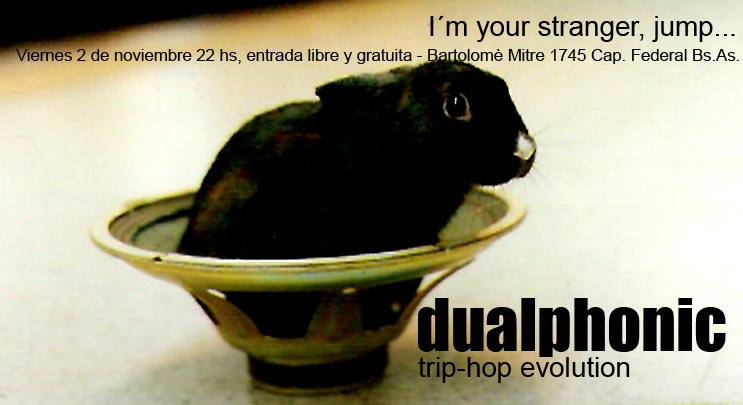 I´m your stranger, jump...
Viernes 2 de noviembre 22 hs, entrada libre y gratuita - Bartolomè Mitre 1745 Cap. Federal Bs.As.
dualphonic
trip-hop evolution